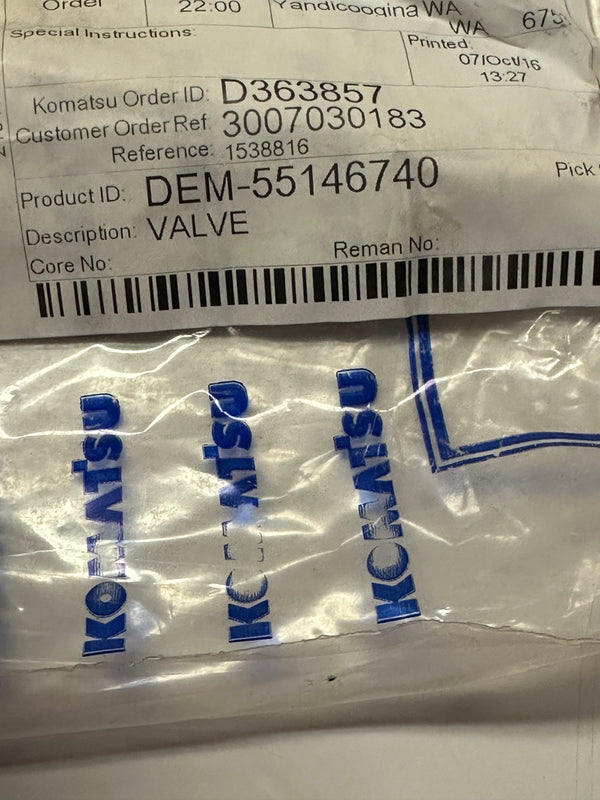 Order 22:00 Yandicoogina WA
WA 675
Special Instructions:
Printed:
07/Oct/16
13:27
Komatsu Order ID: D363857
Customer Order Ref. 3007030183
Reference: 1538816
Product ID: DEM-55146740
Pick
Description: VALVE
Core No:
Reman No:
KOMATSU
KOMATSU
KOMATSU